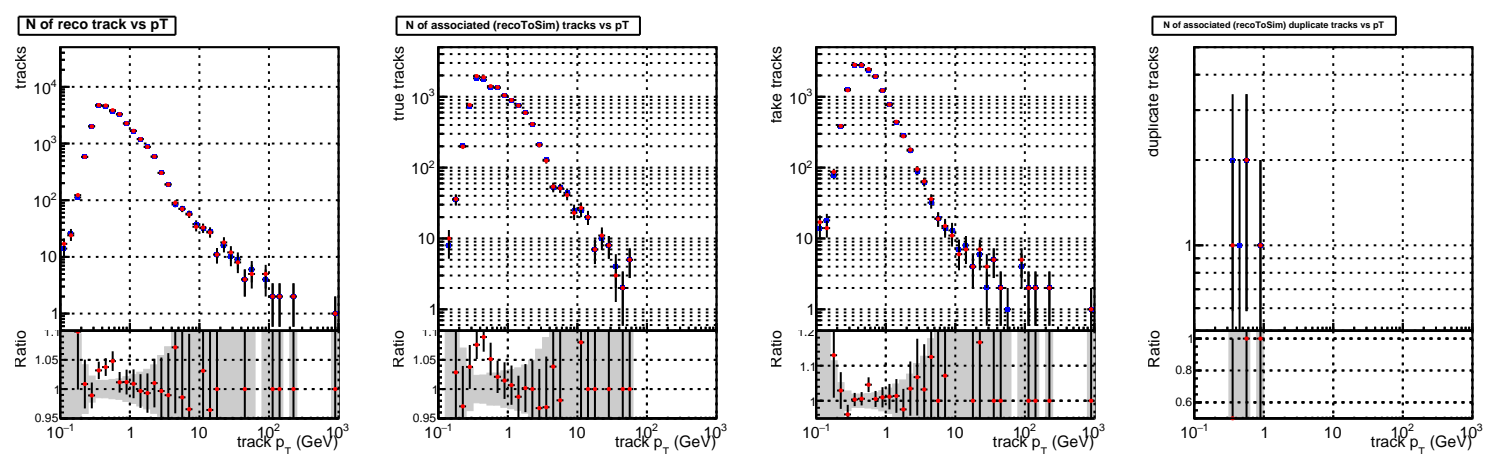 N of reco track vs pT
tracks
10^4
10^3
10^2
10
1
Ratio
1.1
1.05
1
0.95
10^-1 1 10 10^2 10^3
track p_T (GeV)
N of associated (recoToSim) tracks vs pT
true tracks
10^3
10^2
10
1
Ratio
1.1
1.05
1
0.95
10^-1 1 10 10^2 10^3
track p_T (GeV)
fake tracks
10^3
10^2
10
1
Ratio
1.2
1.1
1
10^-1 1 10 10^2 10^3
track p_T (GeV)
N of associated (recoToSim) duplicate tracks vs pT
duplicate tracks
1
Ratio
1
0.8
0.6
10^-1 1 10 10^2 10^3
track p_T (GeV)